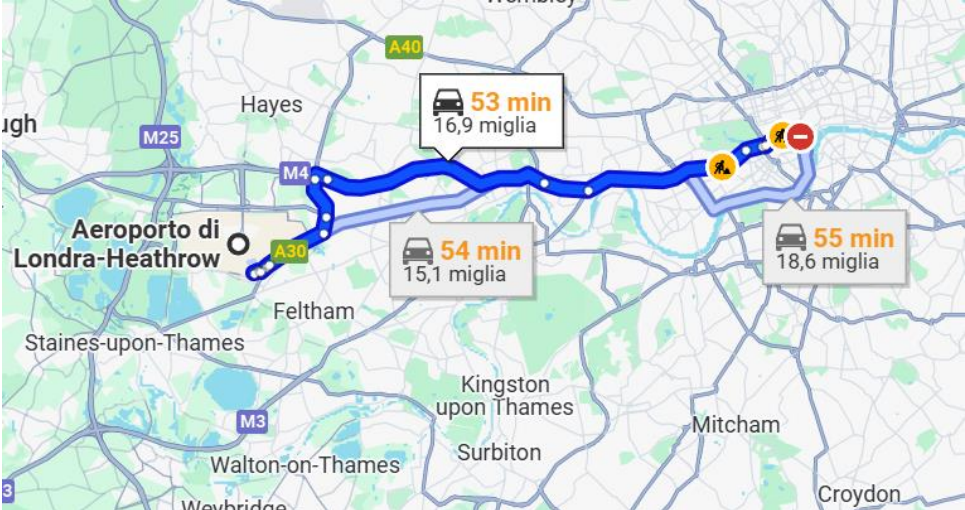 Wembley
A40
Hayes
53 min
16,9 miglia
ugh
M25
M4
Aeroporto di
Londra-Heathrow
A30
54 min
15,1 miglia
55 min
18,6 miglia
Feltham
Staines-upon-Thames
Kingston
upon Thames
M3
Mitcham
Surbiton
Walton-on-Thames
3
Croydon
Weybridge